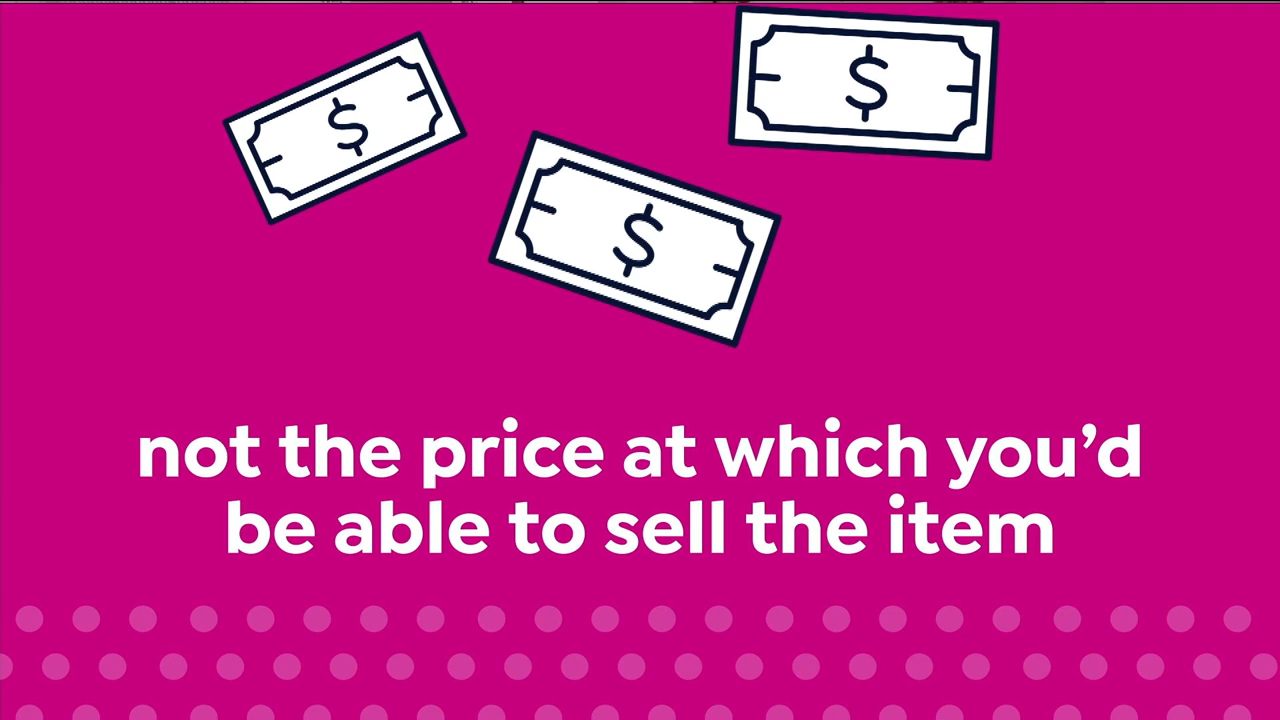 $
$
$
not the price at which you’d
be able to sell the item